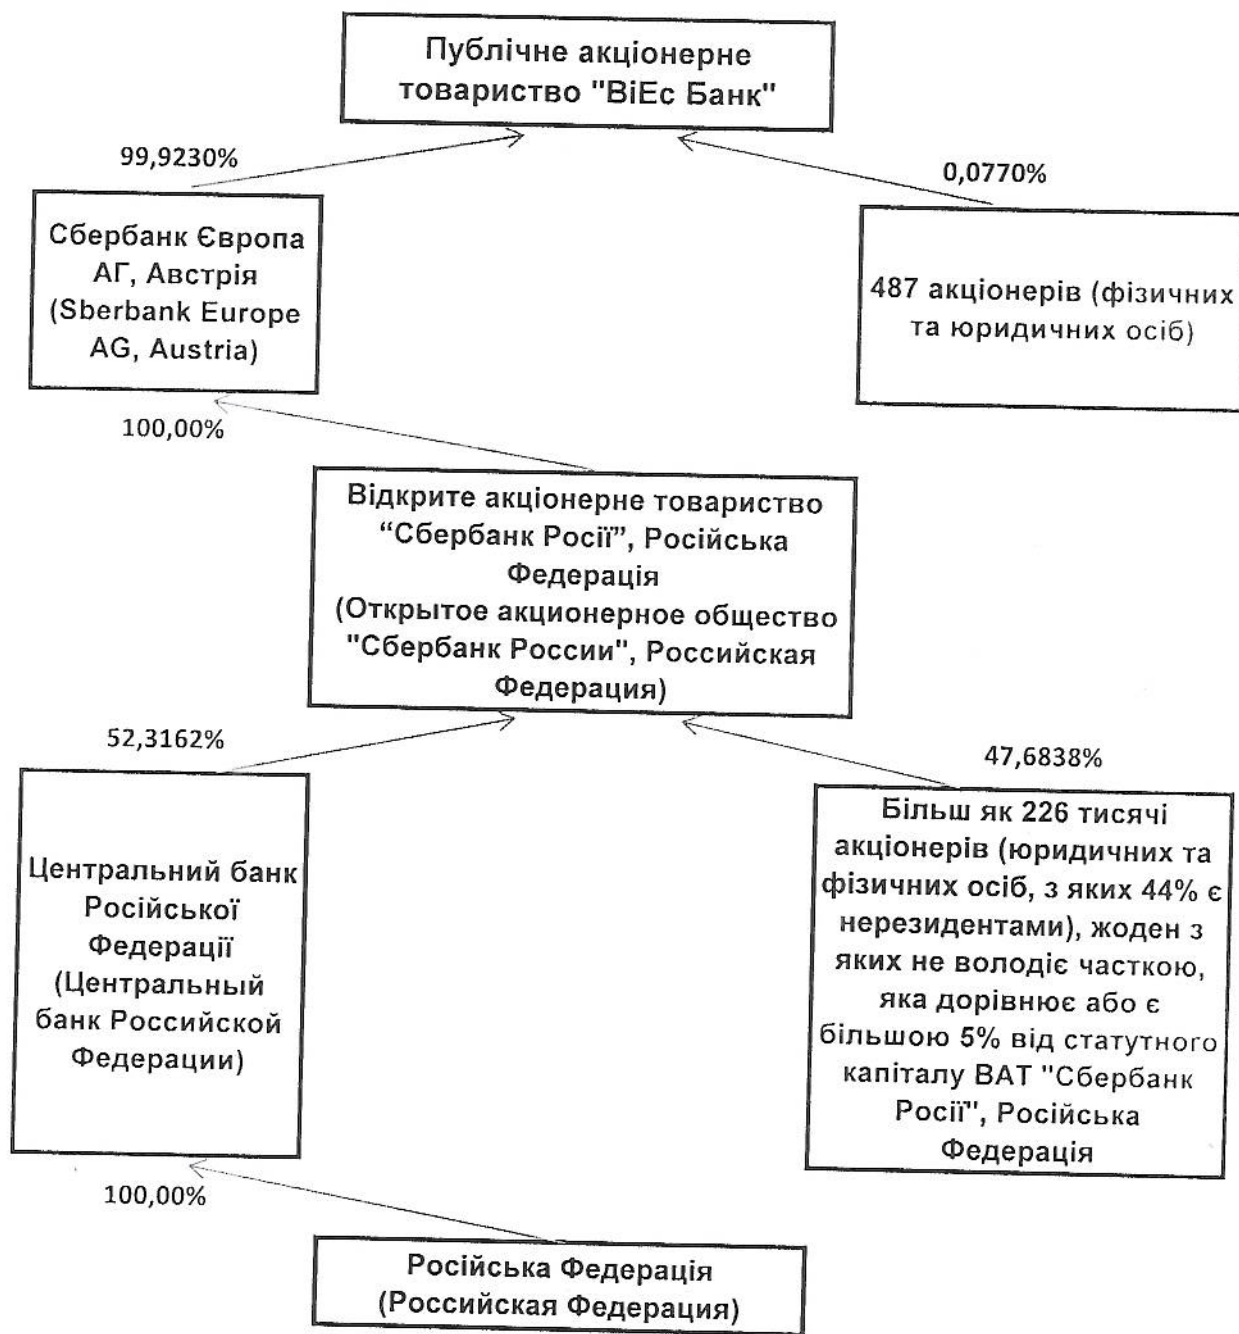 Публічне акціонерне
товариство "ВіЕс Банк"
99,9230%
0,0770%
Сбербанк Європа
АГ, Австрія
(Sberbank Europe
AG, Austria)
487 акціонерів (фізичних
та юридичних осіб)
100,00%
Відкрите акціонерне товариство
“Сбербанк Росії”, Російська
Федерація
(Открытое акционерное общество
"Сбербанк России", Российская
Федерация)
52,3162%
47,6838%
Центральний банк
Російської
Федерації
(Центральный
банк Российской
Федерации)
Більш як 226 тисячі
акціонерів (юридичних та
фізичних осіб, з яких 44% є
нерезидентами), жоден з
яких не володіє часткою,
яка дорівнює або є
більшою 5% від статутного
капіталу ВАТ "Сбербанк
Росії", Російська
Федерація
100,00%
Російська Федерація
(Российская Федерация)